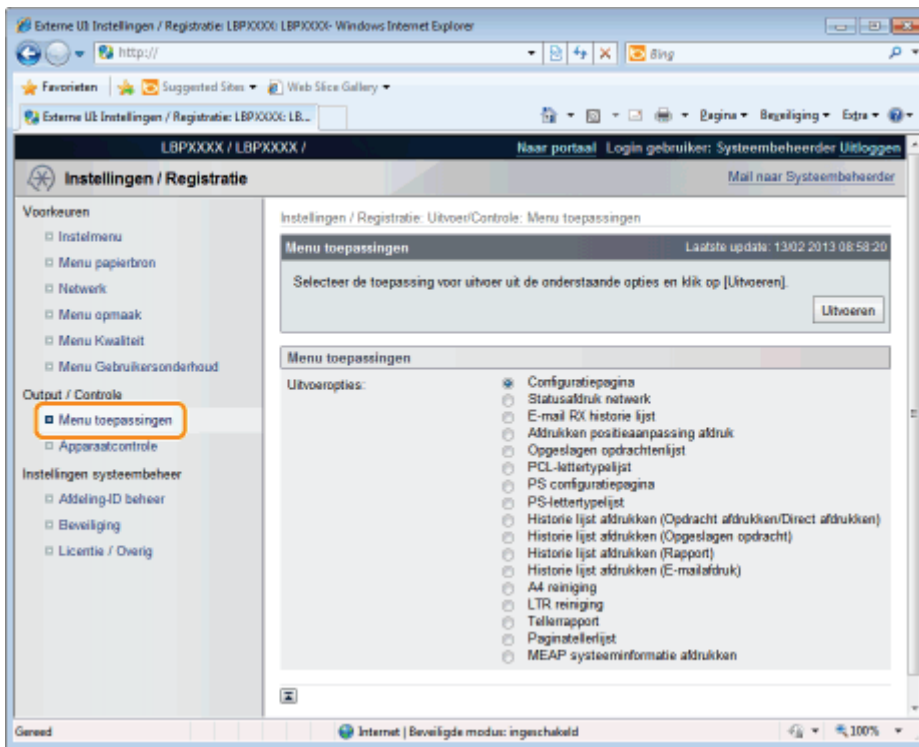 Externe UI: Instellingen / Registratie: LBPXXXX: LBPXXXX- Windows Internet Explorer
http://
Bing
Favorieten
Suggested Sites
Web Slice Gallery
Externe UI: Instellingen / Registratie: LBPXXXX: LB...
Pagina
Beveiliging
Extra
LBPXXXX / LBPXXXX /
Naar portaal Login gebruiker: Systeembeheerder Uitloggen
Instellingen / Registratie
Mail naar Systeembeheerder
Voorkeuren
Instelmenu
Menu papierbron
Netwerk
Menu opmaak
Menu Kwaliteit
Menu Gebruikersonderhoud
Output / Controle
Menu toepassingen
Apparaatcontrole
Instellingen systeembeheer
Afdeling-ID beheer
Beveiliging
Licentie / Overig
Instellingen / Registratie: Uitvoer/Controle: Menu toepassingen
Menu toepassingen
Laatste update: 13/02 2013 08:58:20
Selecteer de toepassing voor uitvoer uit de onderstaande opties en klik op [Uitvoeren].
Uitvoeren
Menu toepassingen
Uitvoeropties:
Configuratiepagina
Statusafdruk netwerk
E-mail RX historie lijst
Afdrukken positieaanpassing afdruk
Opgeslagen opdrachtenlijst
PCL-lettertypelijst
PS configuratiepagina
PS-lettertypelijst
Historie lijst afdrukken (Opdracht afdrukken/Direct afdrukken)
Historie lijst afdrukken (Opgeslagen opdracht)
Historie lijst afdrukken (Rapport)
Historie lijst afdrukken (E-mailafdruk)
A4 reiniging
LTR reiniging
Tellerrapport
Paginatellerlijst
MEAP systeeminformatie afdrukken
Gereed
Internet | Beveiligde modus: ingeschakeld
100%